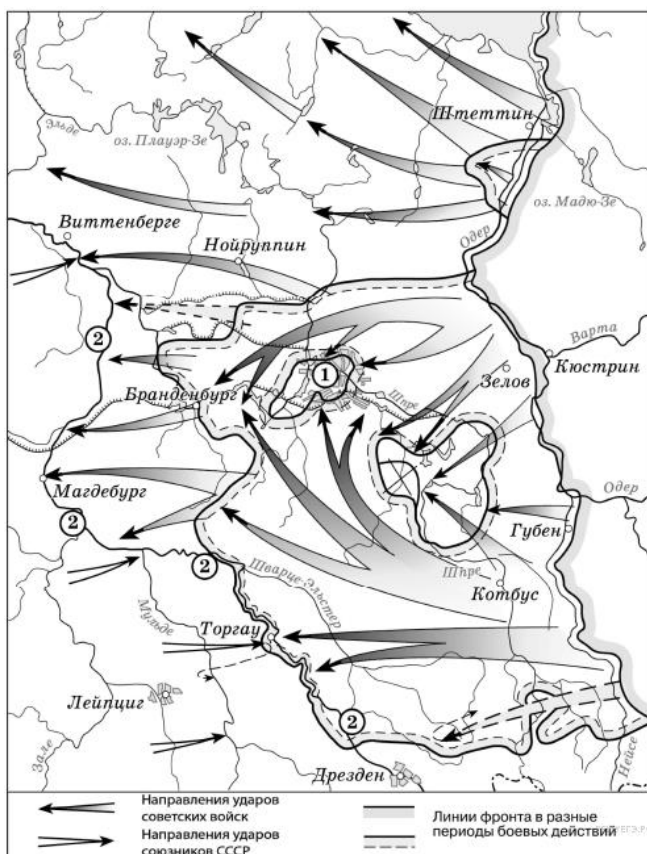 Штеттин
Эльде
оз. Плауэр-Зе
оз. Мадю-Зе
Виттенберге
Нойруппин
Одер
2
Варта
1
Кюстрин
Зелов
Шпре
Бранденбург
Магдебург
Одер
2
Губен
2
Шпре
Шварце-Эльстер
Котбус
Мульде
Торгау
Лейпциг
2
Зале
Дрезден
Нейсе
Направления ударов
советских войск
Направления ударов
союзников СССР
Линии фронта в разные
периоды боевых действий